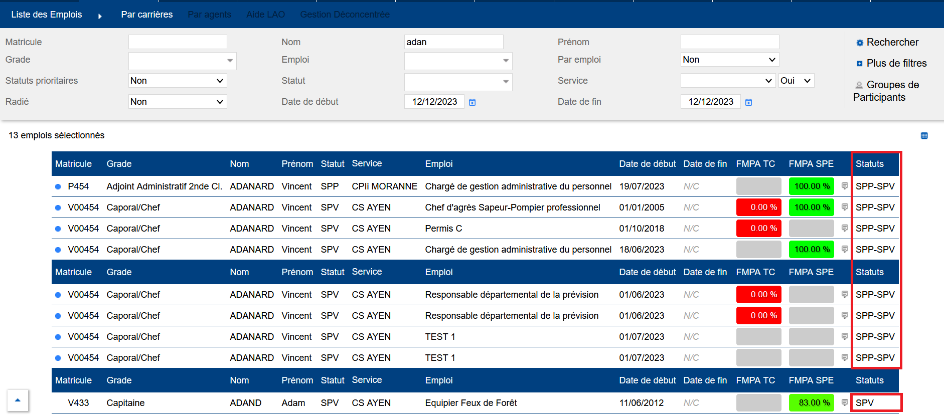 Liste des Emplois Par carrières Par agents Aide LAO Gestion Déconcentrée
Matricule Nom adan Prénom Rechercher
Grade Emploi Par emploi Non Plus de filtres
Statuts prioritaires Non Statut Service Oui Groupes de
Participants
Radié Non Date de début 12/12/2023 Date de fin 12/12/2023
13 emplois sélectionnés
Matricule Grade Nom Prénom Statut Service Emploi Date de début Date de fin FMPA TC FMPA SPE Statuts
P454 Adjoint Administratif 2nde Cl. ADANARD Vincent SPP CPIi MORANNE Chargé de gestion administrative du personnel 19/07/2023 N/C 100.00 % SPP-SPV
V00454 Caporal/Chef ADANARD Vincent SPV CS AYEN Chef d'agrès Sapeur-Pompier professionnel 01/01/2005 N/C 0.00 % 100.00 % SPP-SPV
V00454 Caporal/Chef ADANARD Vincent SPV CS AYEN Permis C 01/10/2018 N/C 0.00 % SPP-SPV
V00454 Caporal/Chef ADANARD Vincent SPV CS AYEN Chargé de gestion administrative du personnel 18/06/2023 N/C 100.00 % SPP-SPV
Matricule Grade Nom Prénom Statut Service Emploi Date de début Date de fin FMPA TC FMPA SPE Statuts
V00454 Caporal/Chef ADANARD Vincent SPV CS AYEN Responsable départemental de la prévision 01/06/2023 N/C 0.00 % SPP-SPV
V00454 Caporal/Chef ADANARD Vincent SPV CS AYEN Responsable départemental de la prévision 01/06/2023 N/C 0.00 % SPP-SPV
V00454 Caporal/Chef ADANARD Vincent SPV CS AYEN TEST 1 01/07/2023 N/C SPP-SPV
V00454 Caporal/Chef ADANARD Vincent SPV CS AYEN TEST 1 01/07/2023 N/C SPP-SPV
Matricule Grade Nom Prénom Statut Service Emploi Date de début Date de fin FMPA TC FMPA SPE Statuts
V433 Capitaine ADAND Adam SPV CS AYEN Equipier Feux de Forêt 11/06/2012 N/C 83.00 % SPV